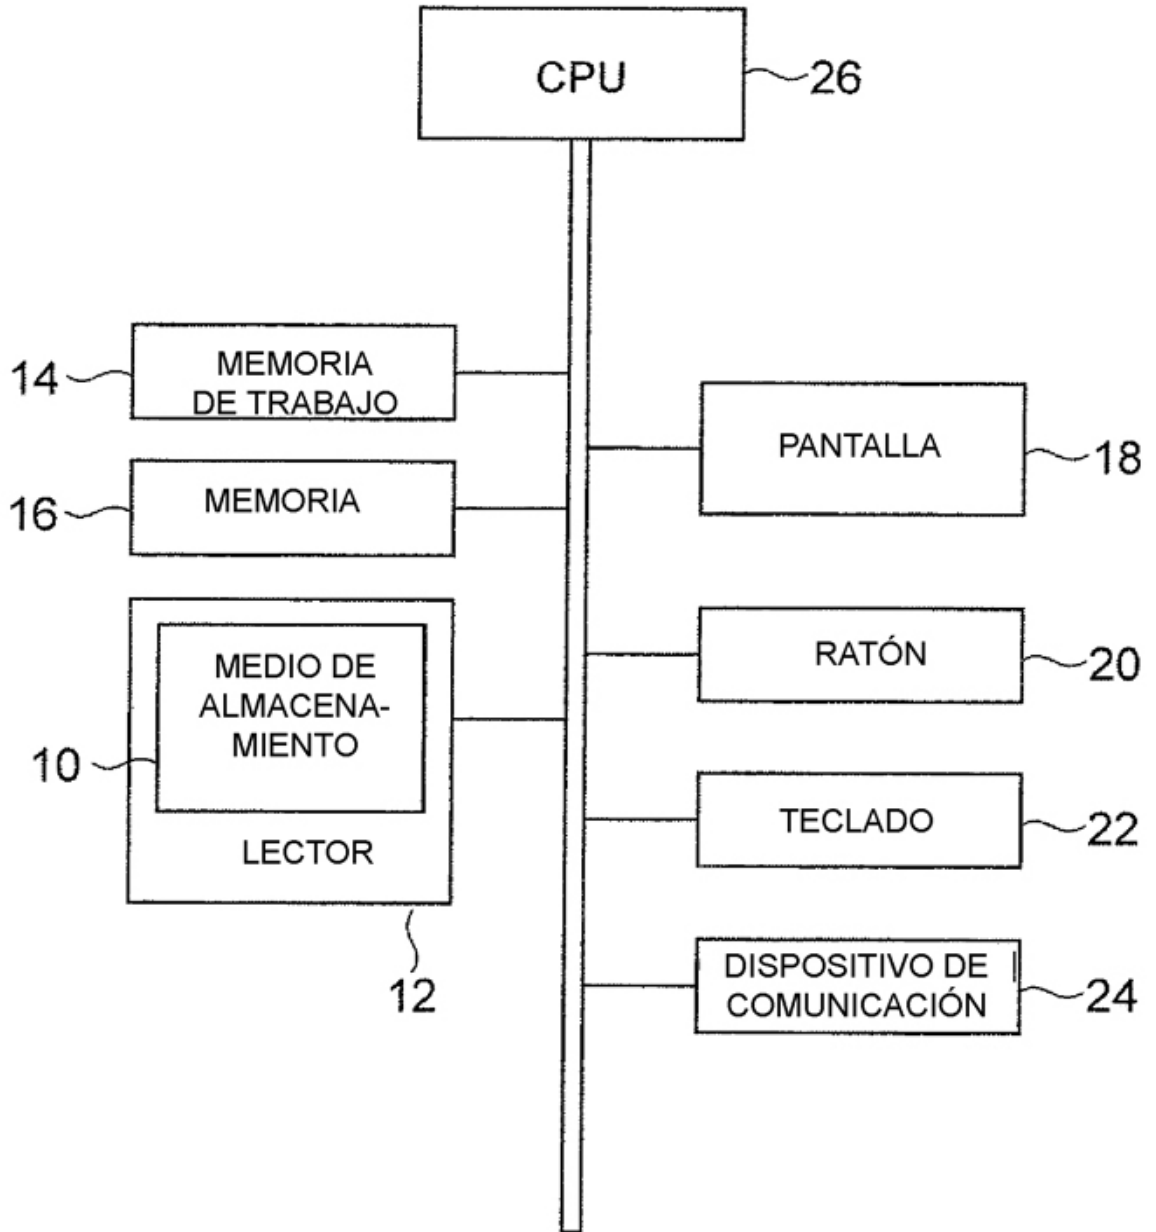 CPU
26
14
MEMORIA
DE TRABAJO
PANTALLA
18
16
MEMORIA
RATÓN
20
MEDIO DE
ALMACENA-
MIENTO
10
LECTOR
12
TECLADO
22
DISPOSITIVO DE
COMUNICACIÓN
24